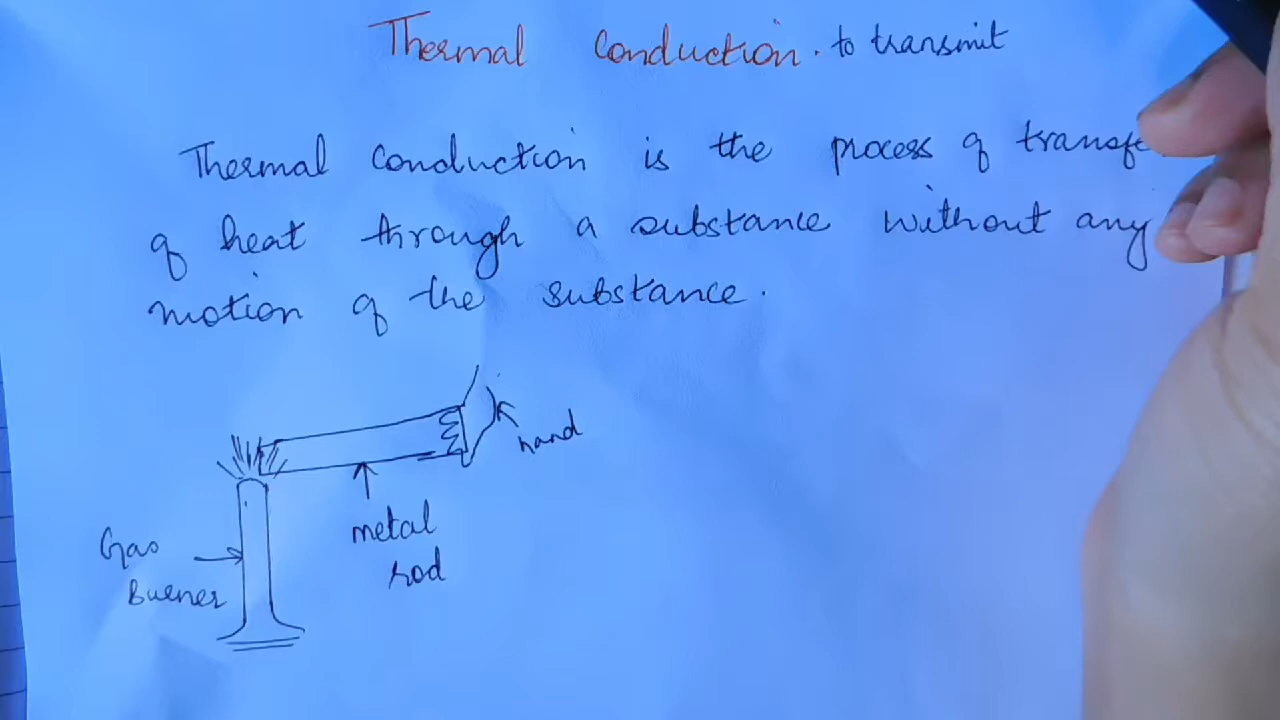 Thermal Conduction. to transmit
Thermal Conduction is the process of transfe
of heat through a substance without any
motion of the substance.
hand
metal
rod
Gas
Burner